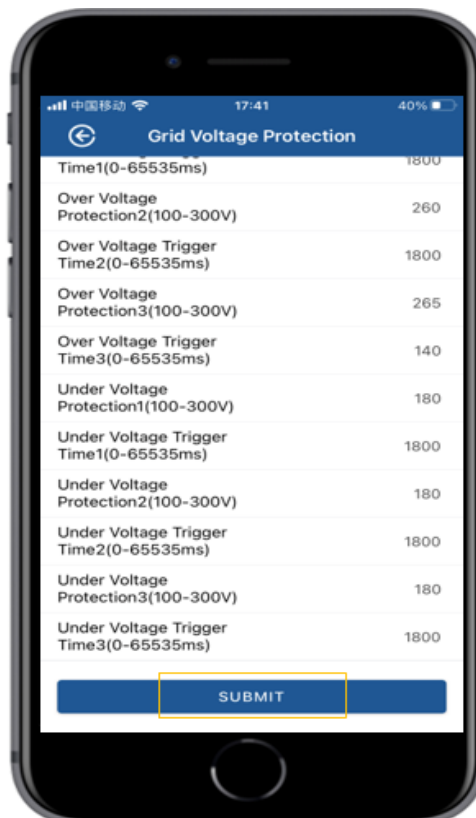 中国移动 17:41 40%
Grid Voltage Protection
Time1(0-65535ms) 1800
Over Voltage
Protection2(100-300V) 260
Over Voltage Trigger
Time2(0-65535ms) 1800
Over Voltage
Protection3(100-300V) 265
Over Voltage Trigger
Time3(0-65535ms) 140
Under Voltage
Protection1(100-300V) 180
Under Voltage Trigger
Time1(0-65535ms) 1800
Under Voltage
Protection2(100-300V) 180
Under Voltage Trigger
Time2(0-65535ms) 1800
Under Voltage
Protection3(100-300V) 180
Under Voltage Trigger
Time3(0-65535ms) 1800
SUBMIT